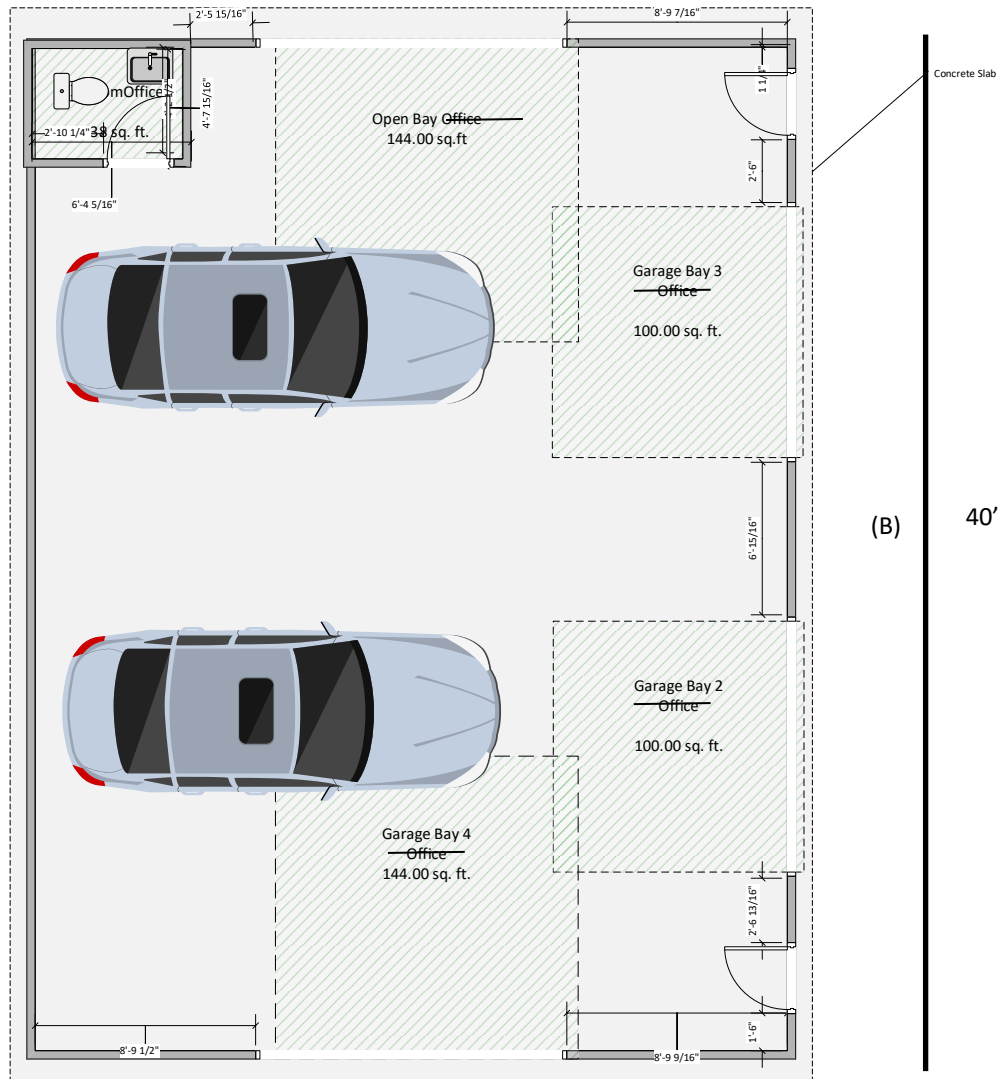 2'-5 15/16"
8'-9 7/16"
Concrete Slab
1 1/4"
mOffice
4'-7 15/16"
Open Bay Office
144.00 sq.ft
2'-10 1/4"
38 sq. ft.
2'-6"
6'-4 5/16"
Garage Bay 3
Office
100.00 sq. ft.
6'-15/16"
(B)
40'
Garage Bay 2
Office
100.00 sq. ft.
Garage Bay 4
Office
144.00 sq. ft.
2'-6 13/16"
1'-6"
8'-9 1/2"
8'-9 9/16"